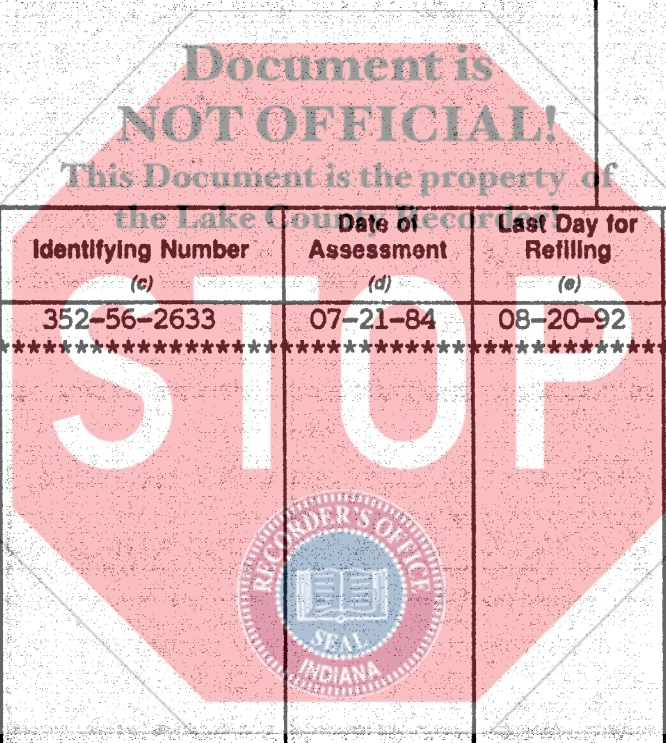 Document is
NOT OFFICIAL!
This Document is the property of
the Lake County Recorder!
Identifying Number
(c)
Date of
Assessment
(d)
Last Day for
Refiling
(e)
352-56-2633 07-21-84 08-20-92
********************************************
STOP
RECORDER'S OFFICE
SEAL
INDIANA